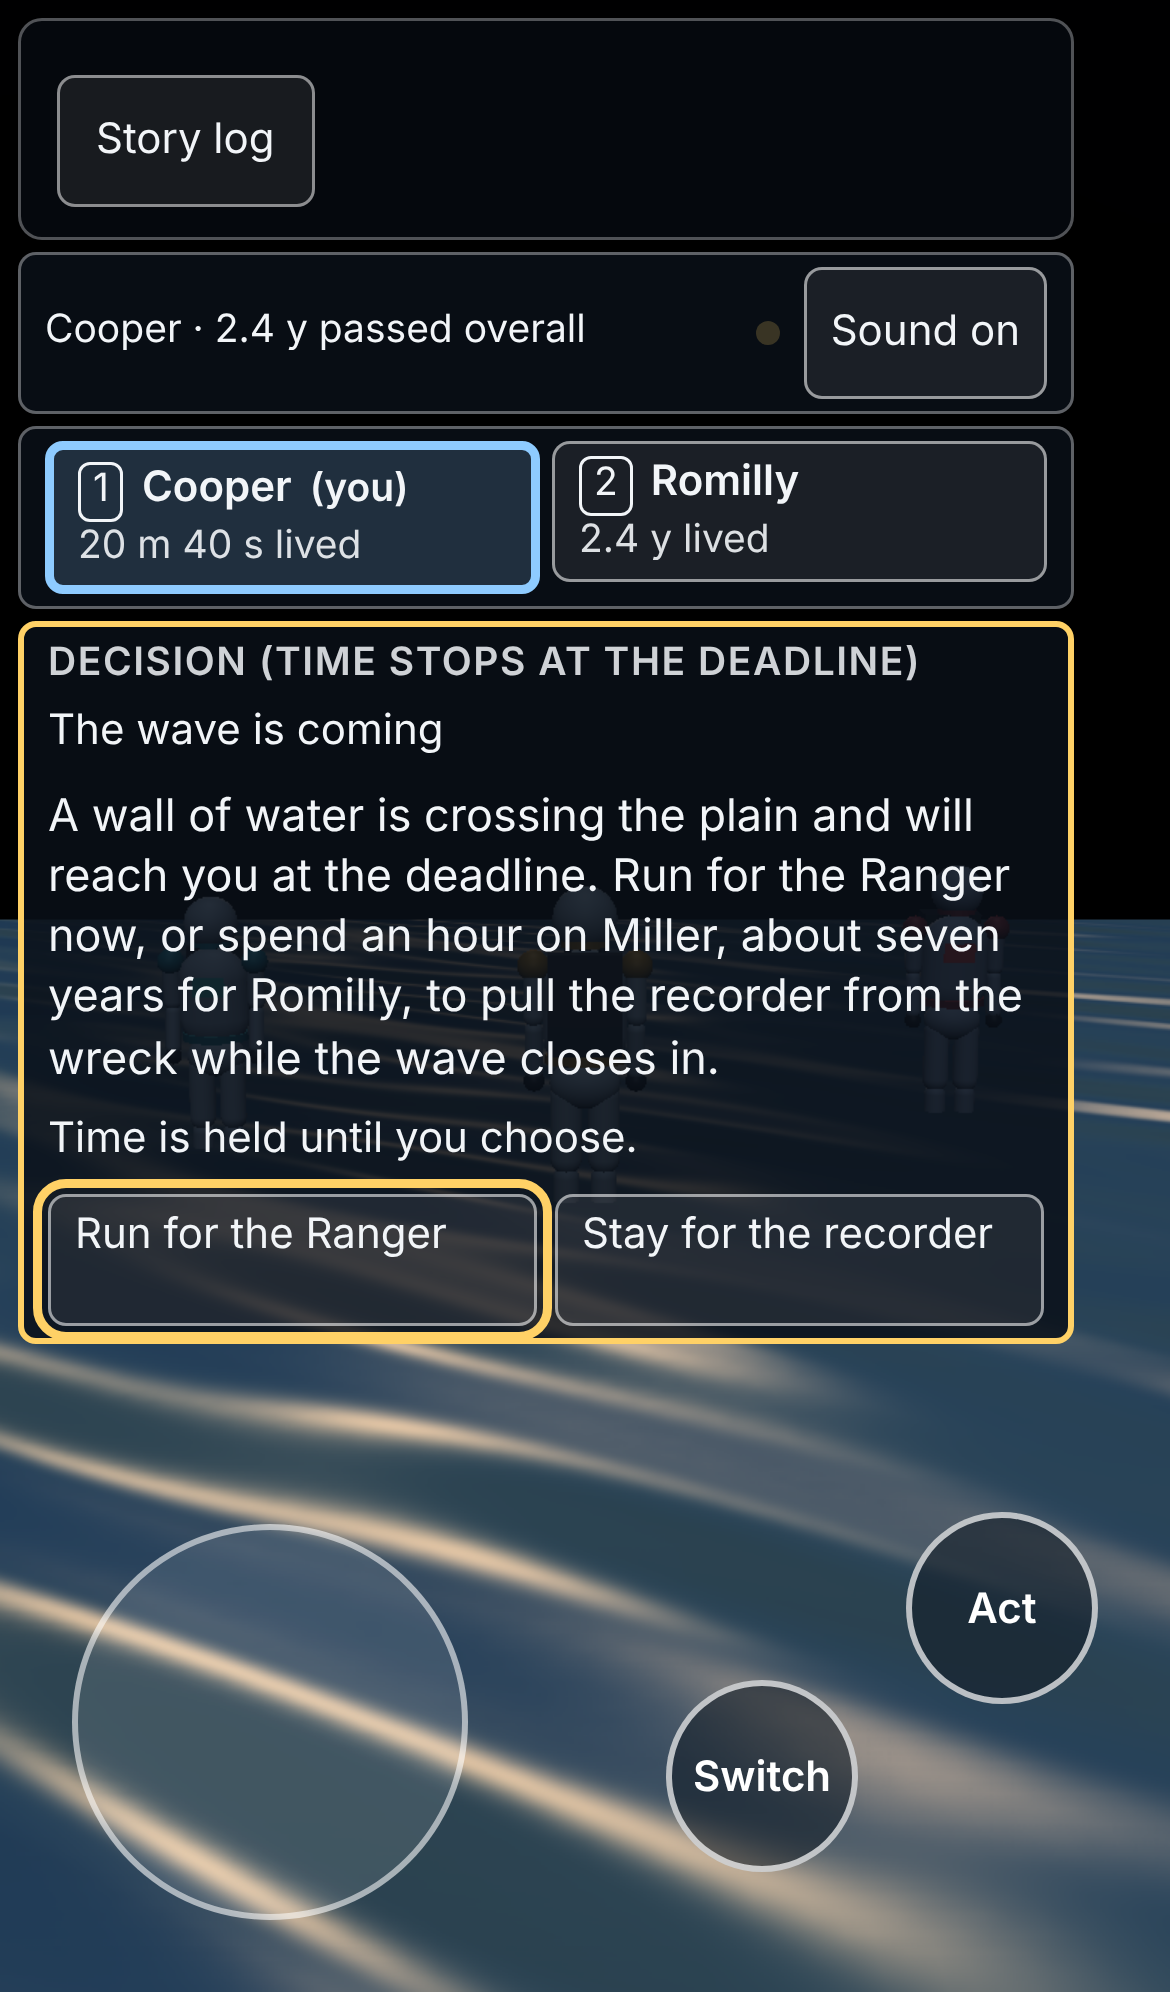 Story log
Cooper · 2.4 y passed overall
Sound on
1 Cooper (you)
20 m 40 s lived
2 Romilly
2.4 y lived
DECISION (TIME STOPS AT THE DEADLINE)
The wave is coming
A wall of water is crossing the plain and will
reach you at the deadline. Run for the Ranger
now, or spend an hour on Miller, about seven
years for Romilly, to pull the recorder from the
wreck while the wave closes in.
Time is held until you choose.
Run for the Ranger
Stay for the recorder
Act
Switch